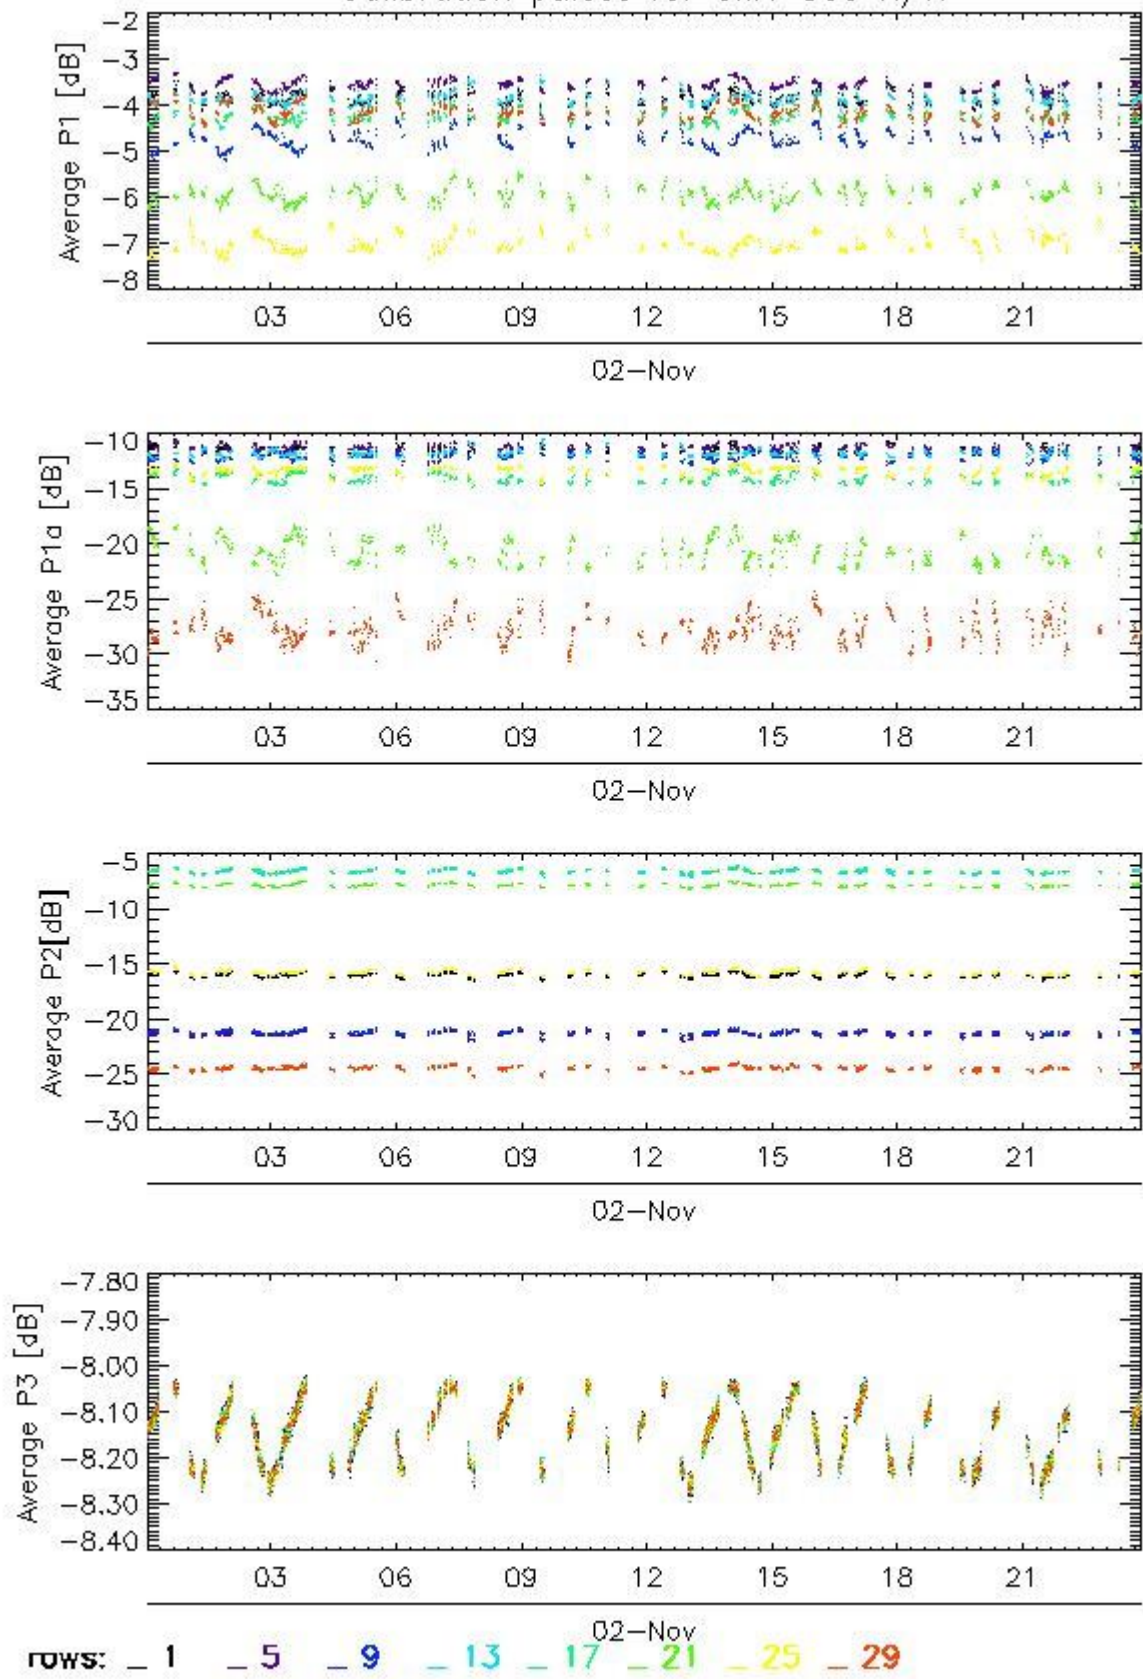 -2
-3
-4
-5
-6
-7
-8
Average P1 [dB]
03 06 09 12 15 18 21
02-Nov
-10
-15
-20
-25
-30
-35
Average P1a [dB]
03 06 09 12 15 18 21
02-Nov
-5
-10
-15
-20
-25
-30
Average P2[dB]
03 06 09 12 15 18 21
02-Nov
-7.80
-7.90
-8.00
-8.10
-8.20
-8.30
-8.40
Average P3 [dB]
03 06 09 12 15 18 21
02-Nov
rows: _ 1 _ 5 _ 9 _ 13 _ 17 _ 21 _ 25 _ 29